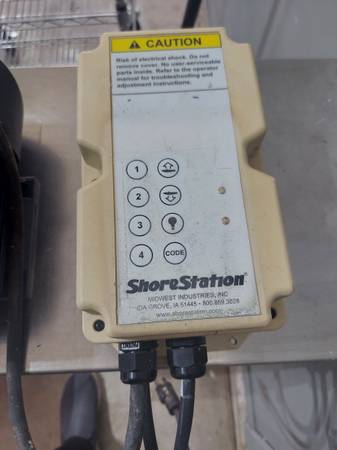 CAUTION
Risk of electrical shock. Do not
remove cover. No user-serviceable
parts inside. Refer to the operator
manual for troubleshooting and
adjustment instructions.
1
2
3
4 CODE
ShoreStation
MIDWEST INDUSTRIES, INC
IDA GROVE, IA 51445 • 800.859.3028
www.shorestation.com